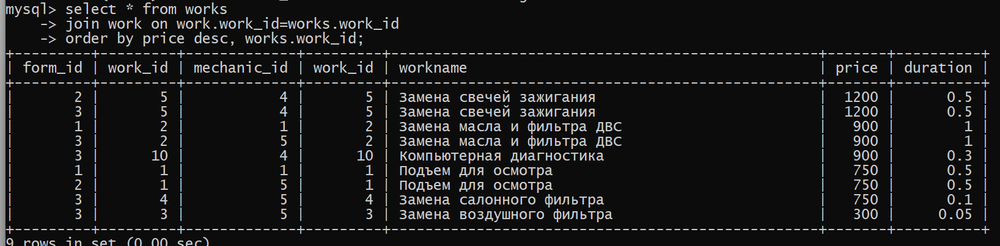 mysql> select * from works
    -> join work on work.work_id=works.work_id
    -> order by price desc, works.work_id;
+---------+---------+-------------+---------+--------------------------------------------------+-------+----------+
| form_id | work_id | mechanic_id | work_id | workname                                         | price | duration |
+---------+---------+-------------+---------+--------------------------------------------------+-------+----------+
|       2 |       5 |           4 |       5 | Замена свечей зажигания                          |  1200 |      0.5 |
|       3 |       5 |           4 |       5 | Замена свечей зажигания                          |  1200 |      0.5 |
|       1 |       2 |           1 |       2 | Замена масла и фильтра ДВС                       |   900 |        1 |
|       3 |       2 |           5 |       2 | Замена масла и фильтра ДВС                       |   900 |        1 |
|       3 |      10 |           4 |      10 | Компьютерная диагностика                         |   900 |      0.3 |
|       1 |       1 |           1 |       1 | Подъем для осмотра                               |   750 |      0.5 |
|       2 |       1 |           5 |       1 | Подъем для осмотра                               |   750 |      0.5 |
|       3 |       4 |           5 |       4 | Замена салонного фильтра                         |   750 |      0.1 |
|       3 |       3 |           5 |       3 | Замена воздушного фильтра                        |   300 |     0.05 |
+---------+---------+-------------+---------+--------------------------------------------------+-------+----------+
9 rows in set (0.00 sec)